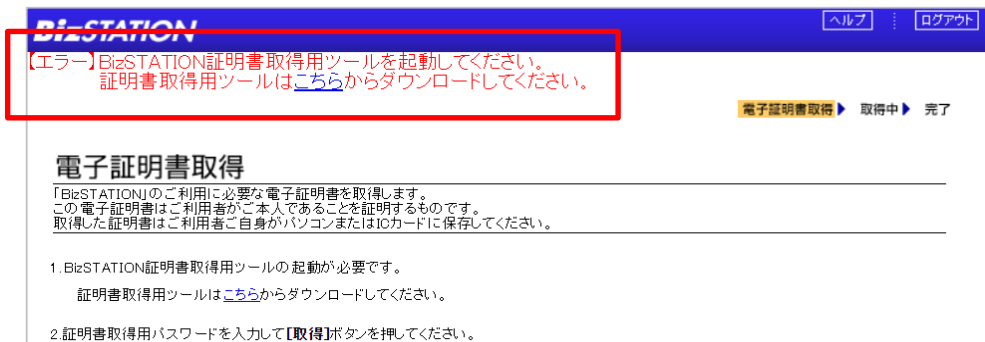 BizSTATION
ヘルプ ログアウト
【エラー】BizSTATION証明書取得用ツールを起動してください。
証明書取得用ツールはこちらからダウンロードしてください。
電子証明書取得 取得中 完了
電子証明書取得
「BizSTATION」のご利用に必要な電子証明書を取得します。
この電子証明書はご利用者がご本人であることを証明するものです。
取得した証明書はご利用者ご自身がパソコンまたはICカードに保存してください。
1.BizSTATION証明書取得用ツールの起動が必要です。
証明書取得用ツールはこちらからダウンロードしてください。
2.証明書取得用パスワードを入力して[取得]ボタンを押してください。